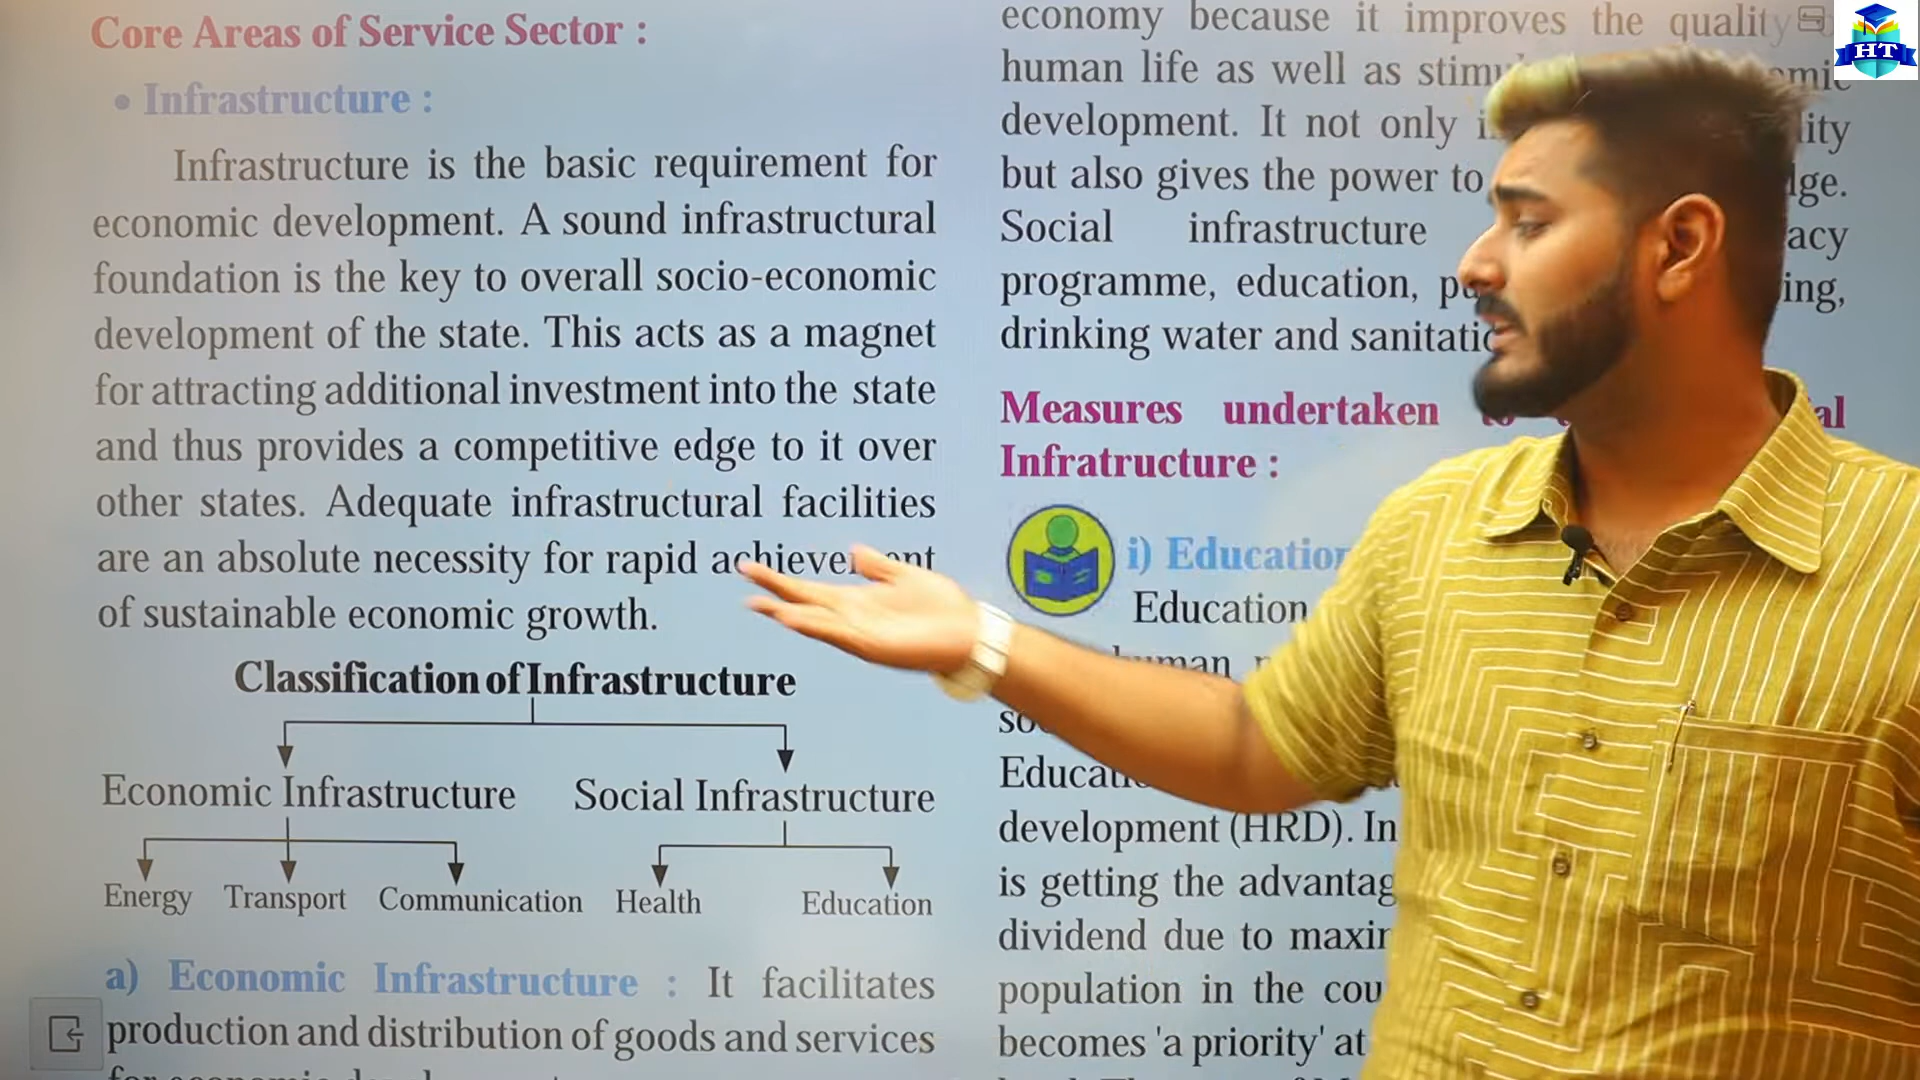 Core Areas of Service Sector :
• Infrastructure :
Infrastructure is the basic requirement for
economic development. A sound infrastructural
foundation is the key to overall socio-economic
development of the state. This acts as a magnet
for attracting additional investment into the state
and thus provides a competitive edge to it over
other states. Adequate infrastructural facilities
are an absolute necessity for rapid
of sustainable economic growth.
Classification of Infrastructure
Economic Infrastructure Social Infrastructure
Energy Transport Communication Health Education
a) Economic Infrastructure : It facilitates
production and distribution of goods and services
economy because it improves the quality
human life as well as
development. It not only
but also gives the power to
Social infrastructure
programme, education,
drinking water and
Measures undertaken
Infratructure :
i) Education
Education
human
development (HRD). In
is getting the
dividend due to
population in the
becomes 'a priority' at
HT